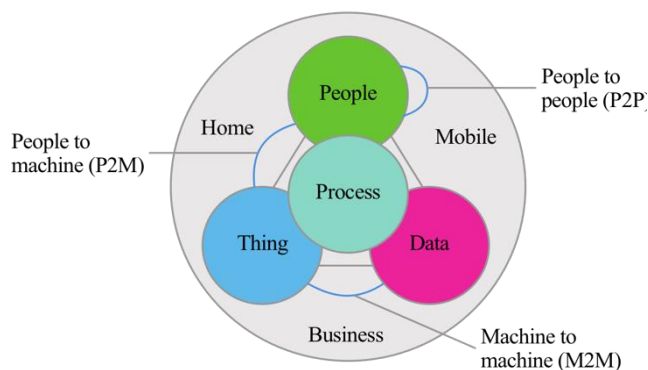 People
People to
people (P2P)
Home
Mobile
People to
machine (P2M)
Process
Thing
Data
Business
Machine to
machine (M2M)